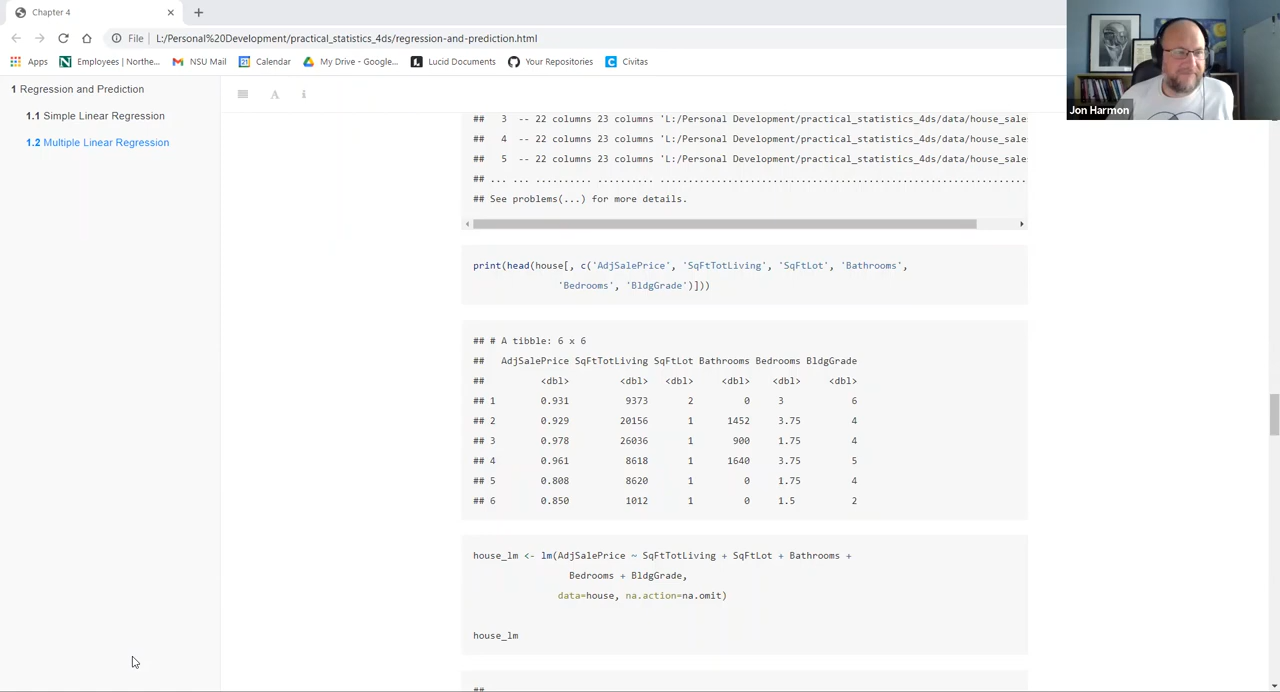 Chapter 4
File | L:/Personal%20Development/practical_statistics_4ds/regression-and-prediction.html
Apps Employees | Northe... NSU Mail Calendar My Drive - Google... Lucid Documents Your Repositories Civitas
Jon Harmon
1 Regression and Prediction
1.1 Simple Linear Regression
1.2 Multiple Linear Regression
## 3 -- 22 columns 23 columns 'L:/Personal Development/practical_statistics_4ds/data/house_sale
## 4 -- 22 columns 23 columns 'L:/Personal Development/practical_statistics_4ds/data/house_sale
## 5 -- 22 columns 23 columns 'L:/Personal Development/practical_statistics_4ds/data/house_sale
## ... ... .......... .......... .................................................................
## See problems(...) for more details.
print(head(house[, c('AdjSalePrice', 'SqFtTotLiving', 'SqFtLot', 'Bathrooms',
'Bedrooms', 'BldgGrade')]))
## # A tibble: 6 x 6
## AdjSalePrice SqFtTotLiving SqFtLot Bathrooms Bedrooms BldgGrade
## <dbl> <dbl> <dbl> <dbl> <dbl> <dbl>
## 1 0.931 9373 2 0 3 6
## 2 0.929 20156 1 1452 3.75 4
## 3 0.978 26036 1 900 1.75 4
## 4 0.961 8618 1 1640 3.75 5
## 5 0.808 8620 1 0 1.75 4
## 6 0.850 1012 1 0 1.5 2
house_lm <- lm(AdjSalePrice ~ SqFtTotLiving + SqFtLot + Bathrooms +
Bedrooms + BldgGrade,
data=house, na.action=na.omit)
house_lm
##